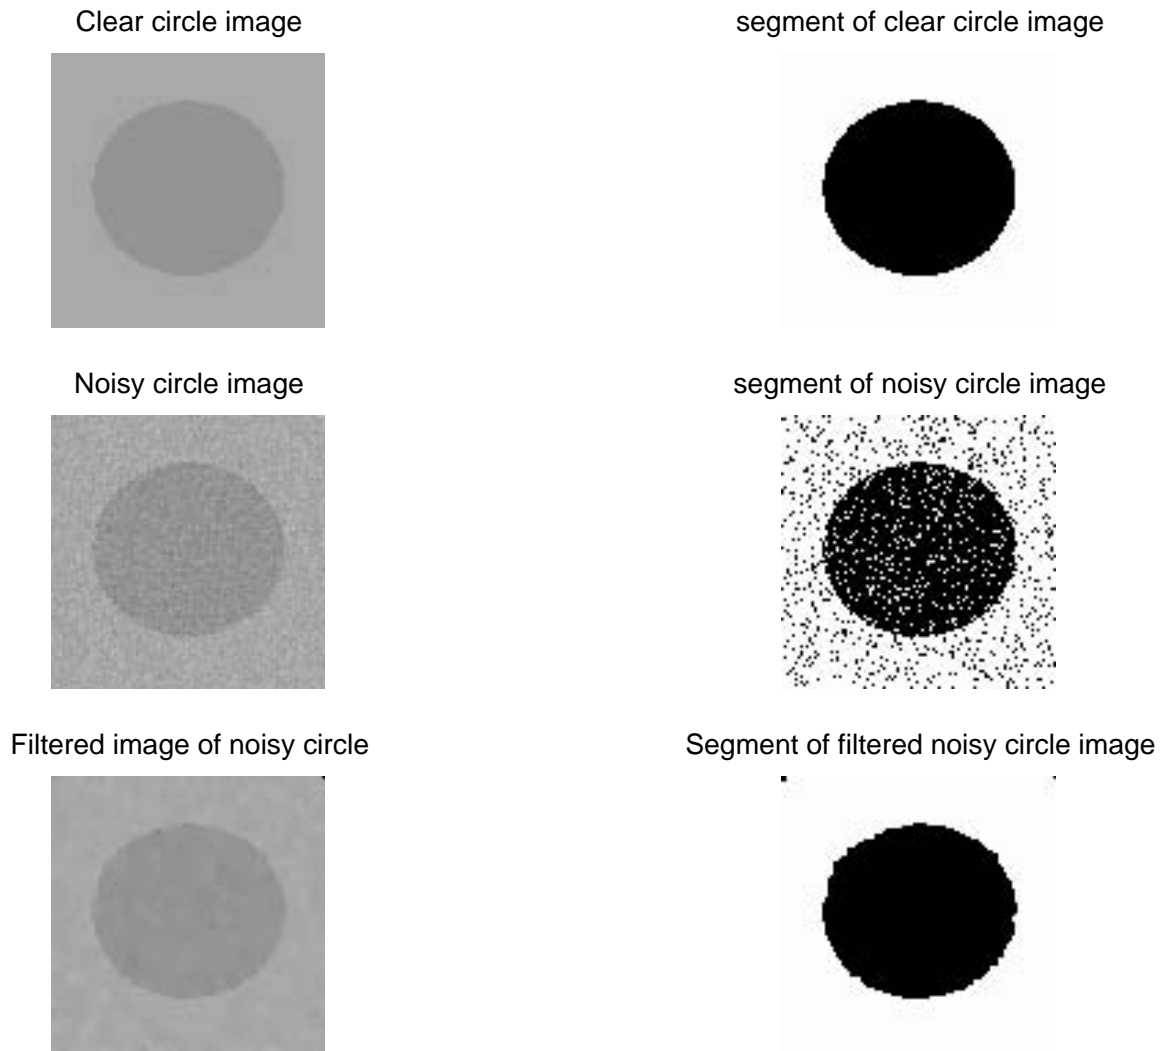 Clear circle image
segment of clear circle image
Noisy circle image
segment of noisy circle image
Filtered image of noisy circle
Segment of filtered noisy circle image